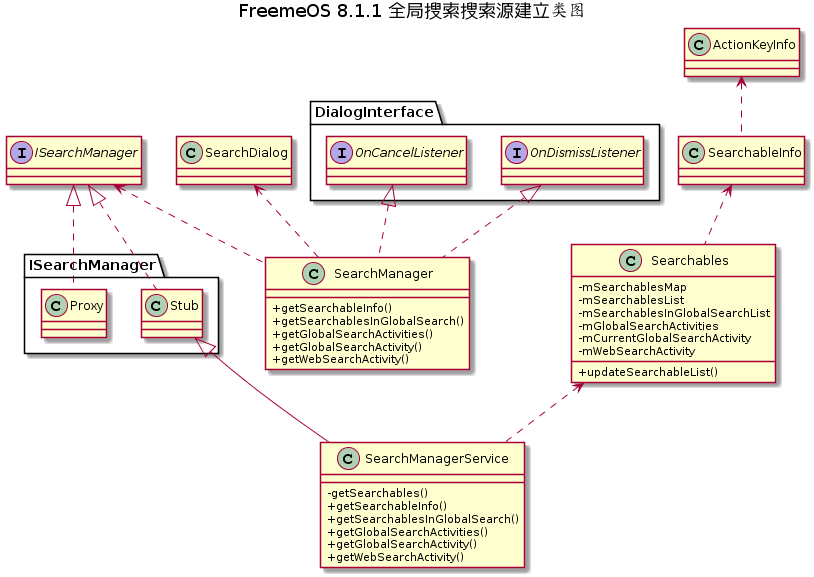 FreemeOS 8.1.1 全局搜索搜索源建立类图
C ActionKeyInfo
DialogInterface
I ISearchManager
C SearchDialog
I OnCancelListener
I OnDismissListener
C SearchableInfo
ISearchManager
C Proxy
C Stub
C SearchManager
+getSearchableInfo()
+getSearchablesInGlobalSearch()
+getGlobalSearchActivities()
+getGlobalSearchActivity()
+getWebSearchActivity()
C Searchables
-mSearchablesMap
-mSearchablesList
-mSearchablesInGlobalSearchList
-mGlobalSearchActivities
-mCurrentGlobalSearchActivity
-mWebSearchActivity
+updateSearchableList()
C SearchManagerService
-getSearchables()
+getSearchableInfo()
+getSearchablesInGlobalSearch()
+getGlobalSearchActivities()
+getGlobalSearchActivity()
+getWebSearchActivity()